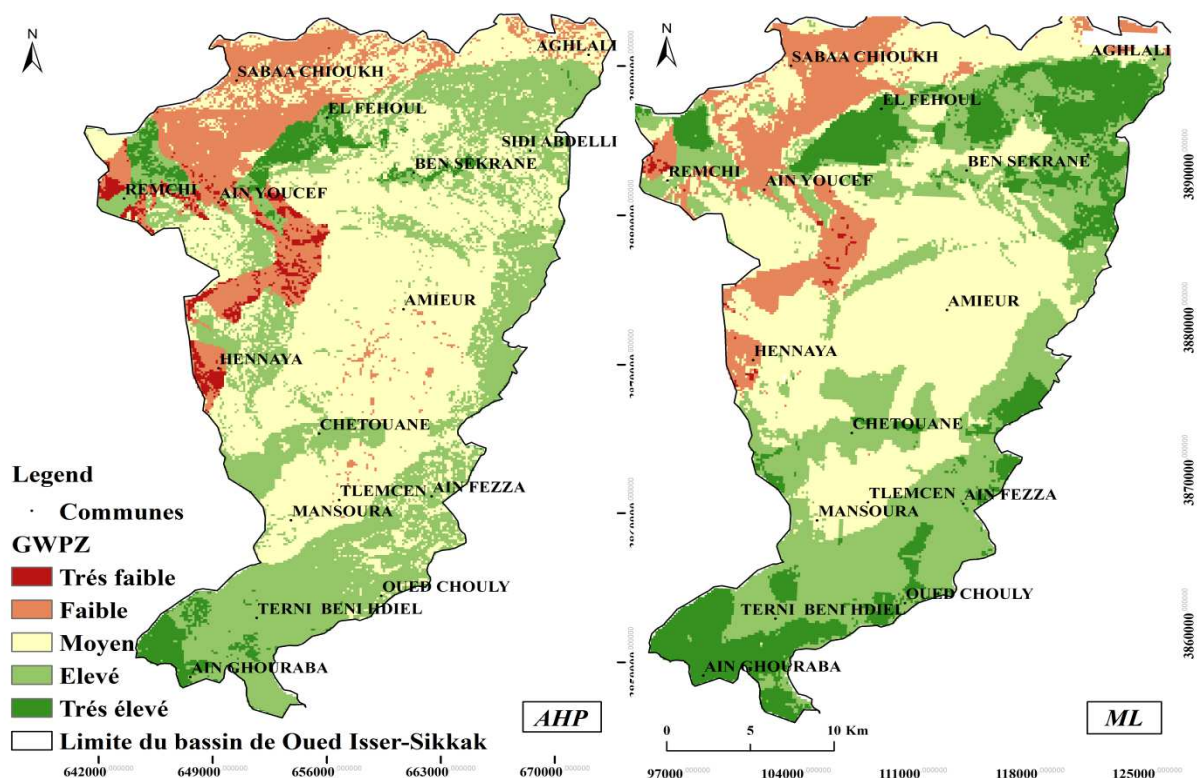 N
SABAA CHIOUKH
AGHLALI
EL FEHOUL
SIDI ABDELLI
BEN SEKRANE
REMCHI
AIN YOUCEF
AMIEUR
HENNAYA
CHETOUANE
TLEMCEN
AIN FEZZA
MANSOURA
OUED CHOULY
TERNI BENI HDIEL
AIN GHOURABA
AHP
Legend
Communes
GWPZ
Trés faible
Faible
Moyen
Elevé
Trés élevé
Limite du bassin de Oued Isser-Sikkak
642000
649000
656000
663000
670000
N
SABAA CHIOUKH
AGHLALI
EL FEHOUL
BEN SEKRANE
REMCHI
AIN YOUCEF
AMIEUR
HENNAYA
CHETOUANE
TLEMCEN
AIN FEZZA
MANSOURA
OUED CHOULY
TERNI BENI HDIEL
AIN GHOURABA
ML
0 5 10 Km
3890000
3880000
3870000
3860000
970000
104000
111000
118000
1250000